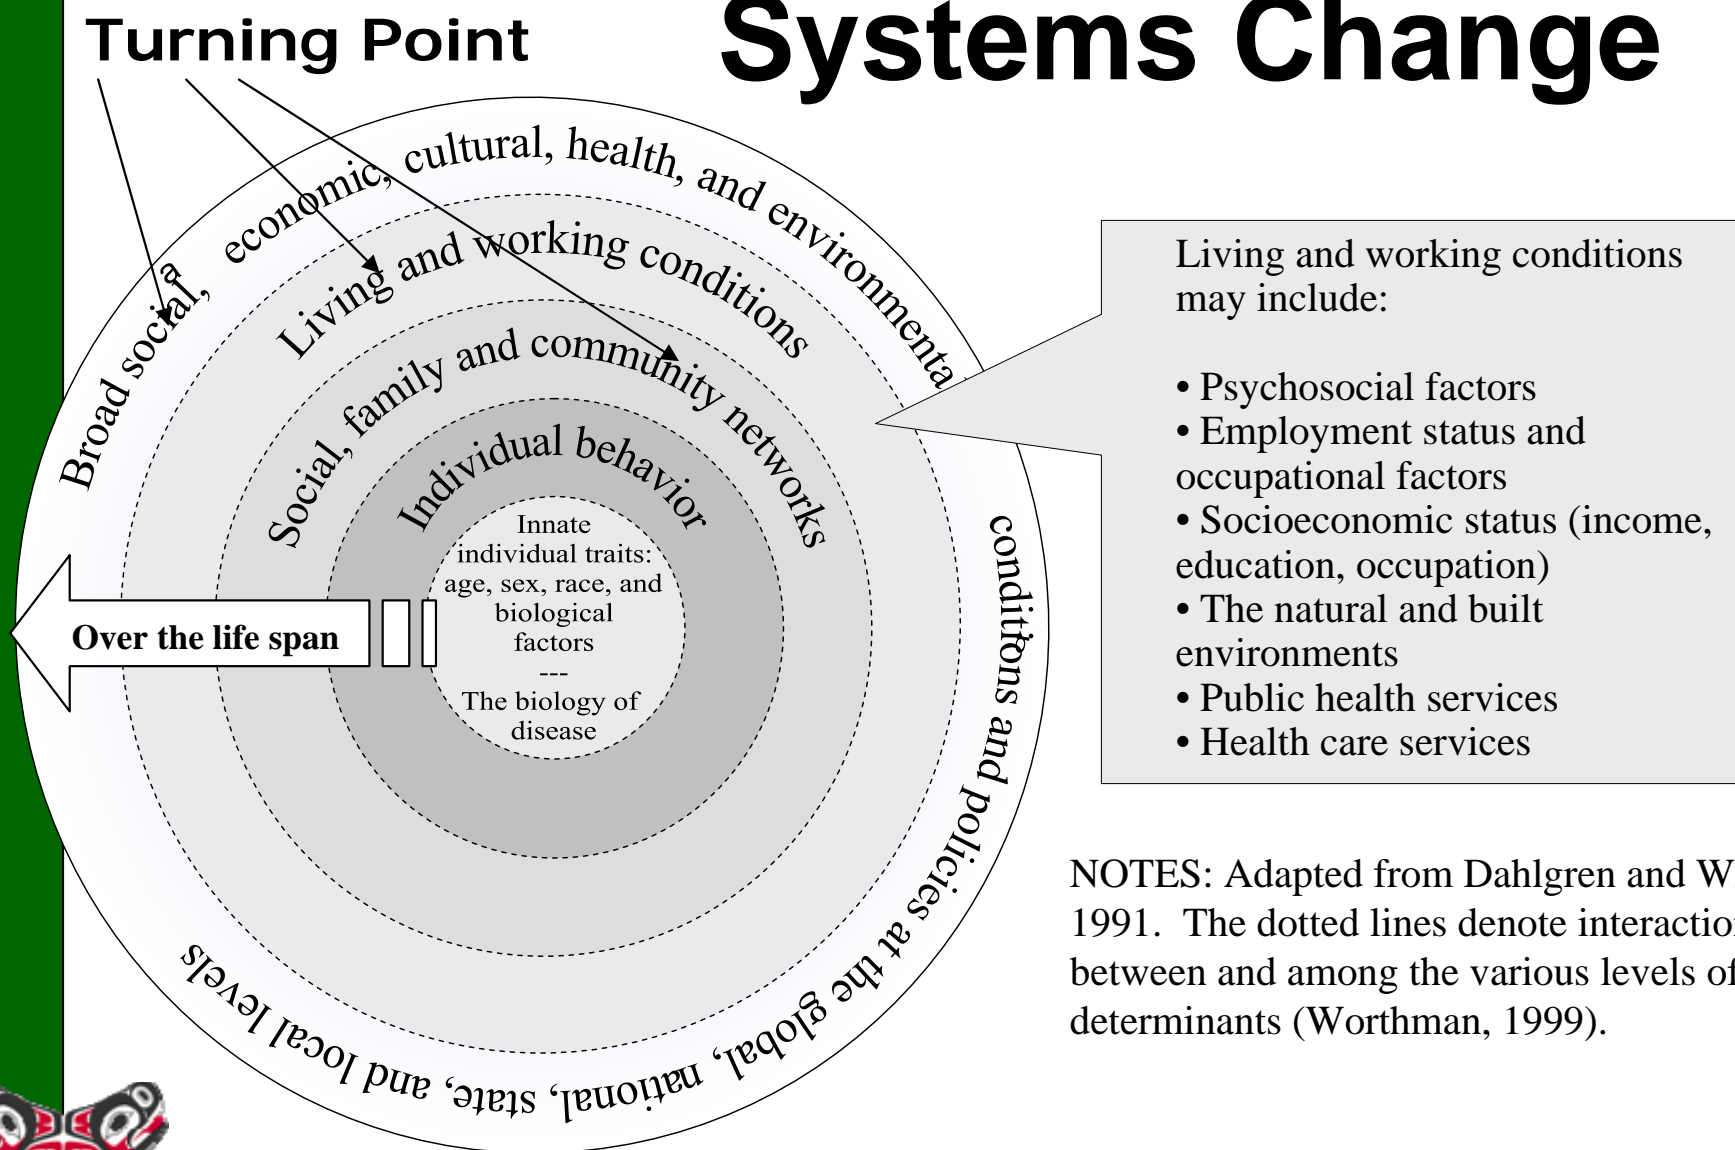 Turning Point
Systems Change
Broad social, economic, cultural, health, and environmenta
conditions and policies at the global, national, state, and local levels
a
Living and working conditions
Social, family and community networks
Individual behavior
Innate
individual traits:
age, sex, race, and
biological
factors
---
The biology of
disease
Over the life span
Living and working conditions
may include:
• Psychosocial factors
• Employment status and
occupational factors
• Socioeconomic status (income,
education, occupation)
• The natural and built
environments
• Public health services
• Health care services
NOTES: Adapted from Dahlgren and W
1991. The dotted lines denote interactio
between and among the various levels of
determinants (Worthman, 1999).